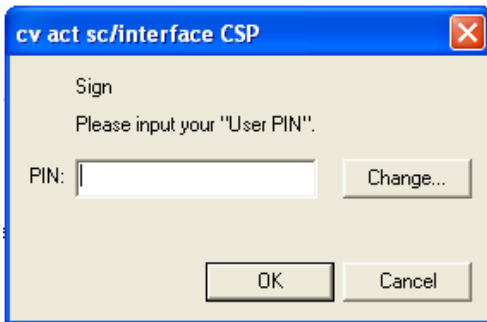 cv act sc/interface CSP
Sign
Please input your "User PIN".
PIN:
Change...
OK
Cancel